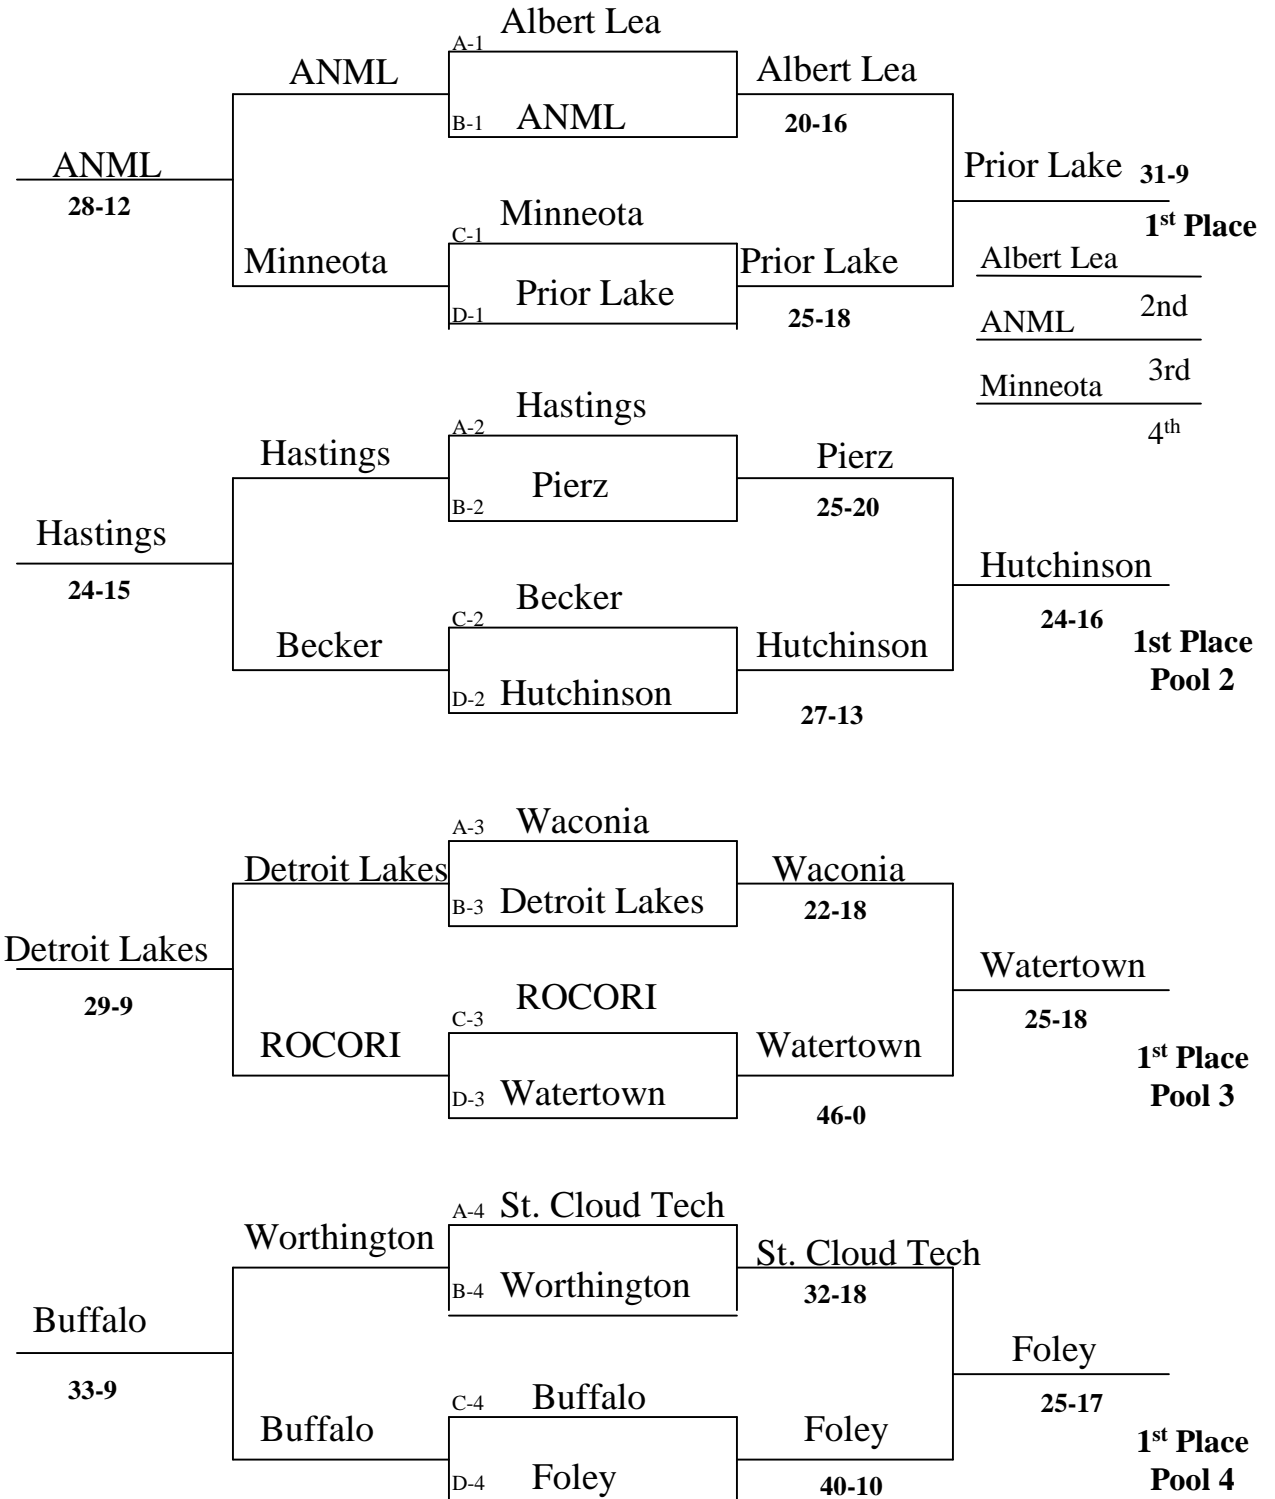 Albert Lea
A-1
ANML
Albert Lea
B-1 ANML
20-16
ANML
28-12
Prior Lake 31-9
1st Place
Minneota
C-1
Minneota
Prior Lake
Albert Lea
Prior Lake
D-1
25-18
2nd
ANML
3rd
Minneota
4th
Hastings
A-2
Hastings
Pierz
B-2 Pierz
25-20
Hastings
24-15
Hutchinson
24-16
1st Place
Pool 2
Becker
C-2
Becker
Hutchinson
D-2 Hutchinson
27-13
A-3 Waconia
Detroit Lakes
Waconia
B-3 Detroit Lakes
22-18
Detroit Lakes
29-9
Watertown
25-18
1st Place
Pool 3
ROCORI
C-3
ROCORI
Watertown
D-3 Watertown
46-0
A-4 St. Cloud Tech
Worthington
St. Cloud Tech
B-4 Worthington
32-18
Buffalo
33-9
Foley
25-17
1st Place
Pool 4
C-4 Buffalo
Buffalo
Foley
D-4 Foley
40-10